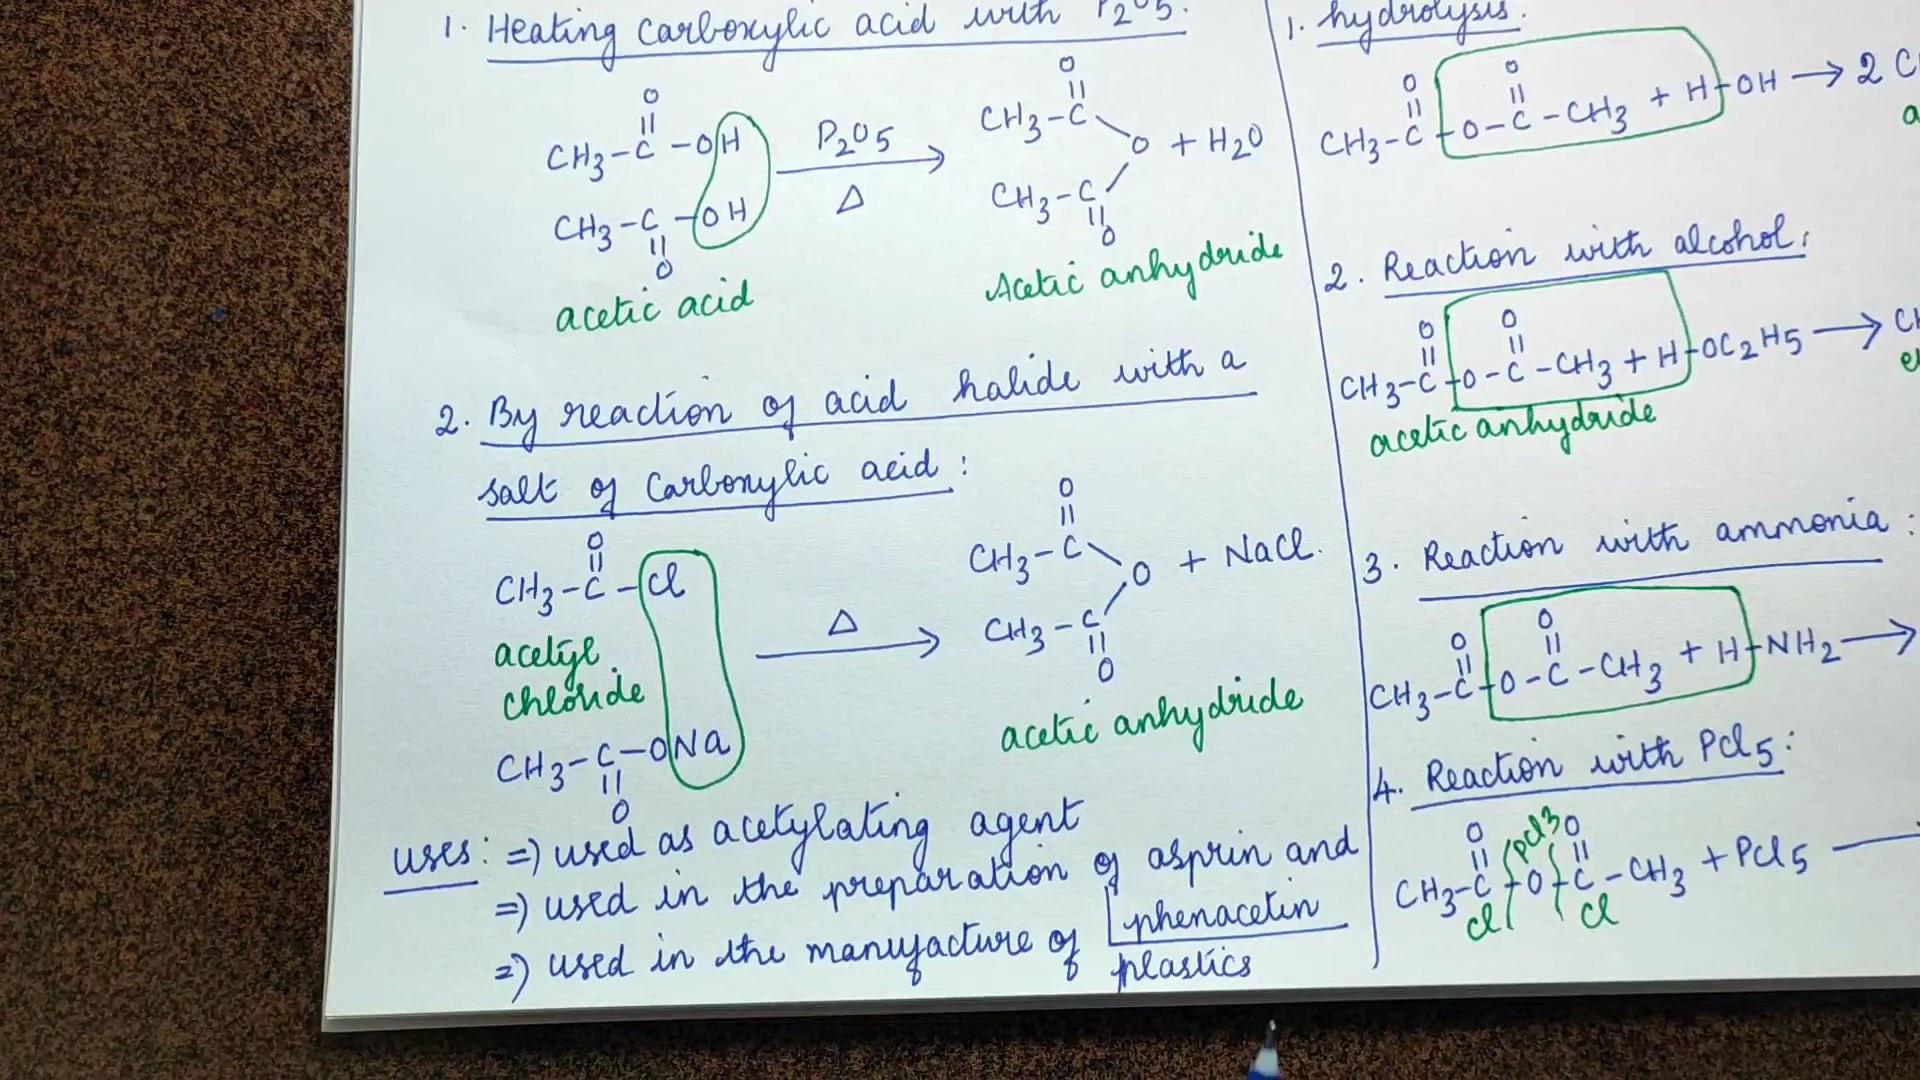 1. Heating carboxylic acid with P2O5.
O
||
CH3-C-OH
CH3-C-OH
||
O
acetic acid
P2O5
△
O
||
CH3-C
O + H2O
CH3-C
||
O
Acetic anhydride
2. By reaction of acid halide with a
salt of Carboxylic acid :
O
||
CH3-C-Cl
acetyl
chloride
CH3-C-ONa
||
O
△
O
||
CH3-C
O + NaCl.
CH3-C
||
O
acetic anhydride
uses : => used as acetylating agent
=> used in the preparation of asprin and
phenacetin
=> used in the manufacture of plastics
1. hydrolysis.
O O
|| ||
CH3-C-O-C-CH3 + H-OH → 2 C
a
2. Reaction with alcohol:
O O
|| ||
CH3-C-O-C-CH3 + H-OC2H5 → CH
acetic anhydride
e
3. Reaction with ammonia :
O O
|| ||
CH3-C-O-C-CH3 + H-NH2 →
4. Reaction with PCl5 :
O PCl3 O
|| ||
CH3-C-O-C-CH3 + PCl5
Cl Cl